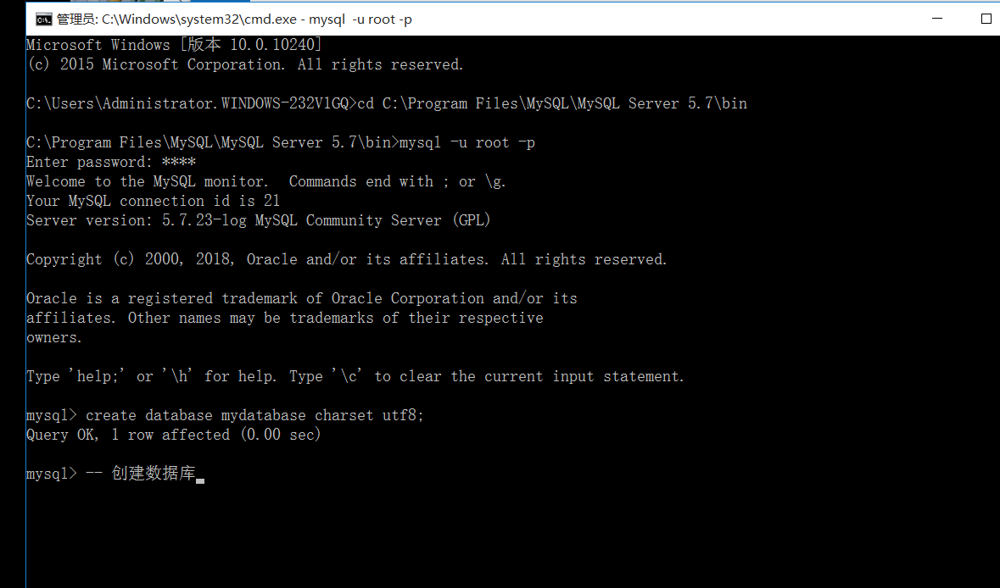 管理员: C:\Windows\system32\cmd.exe - mysql  -u root -p
Microsoft Windows [版本 10.0.10240]
(c) 2015 Microsoft Corporation. All rights reserved.
C:\Users\Administrator.WINDOWS-232V1GQ>cd C:\Program Files\MySQL\MySQL Server 5.7\bin
C:\Program Files\MySQL\MySQL Server 5.7\bin>mysql -u root -p
Enter password: ****
Welcome to the MySQL monitor.  Commands end with ; or \g.
Your MySQL connection id is 21
Server version: 5.7.23-log MySQL Community Server (GPL)
Copyright (c) 2000, 2018, Oracle and/or its affiliates. All rights reserved.
Oracle is a registered trademark of Oracle Corporation and/or its
affiliates. Other names may be trademarks of their respective
owners.
Type 'help;' or '\h' for help. Type '\c' to clear the current input statement.
mysql> create database mydatabase charset utf8;
Query OK, 1 row affected (0.00 sec)
mysql> -- 创建数据库